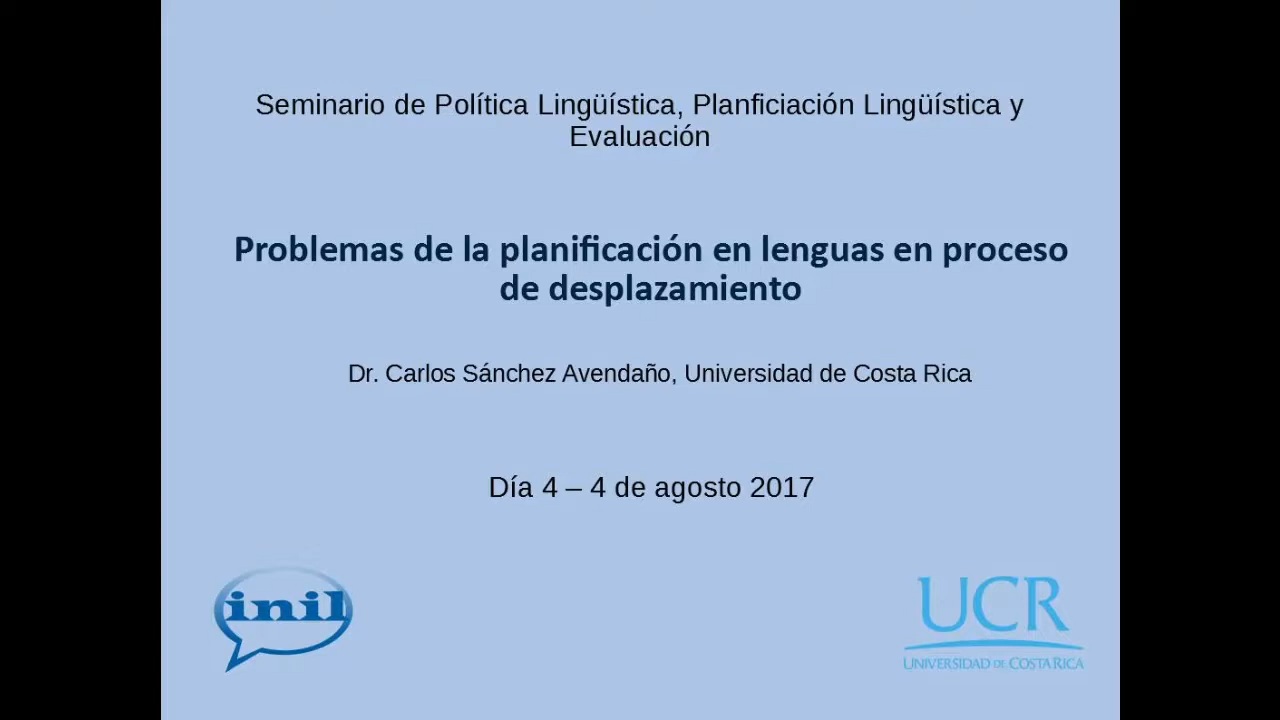 Seminario de Política Lingüística, Planficiación Lingüística y
Evaluación
Problemas de la planificación en lenguas en proceso
de desplazamiento
Dr. Carlos Sánchez Avendaño, Universidad de Costa Rica
Día 4 – 4 de agosto 2017
inil
UCR
UNIVERSIDAD DE COSTA RICA